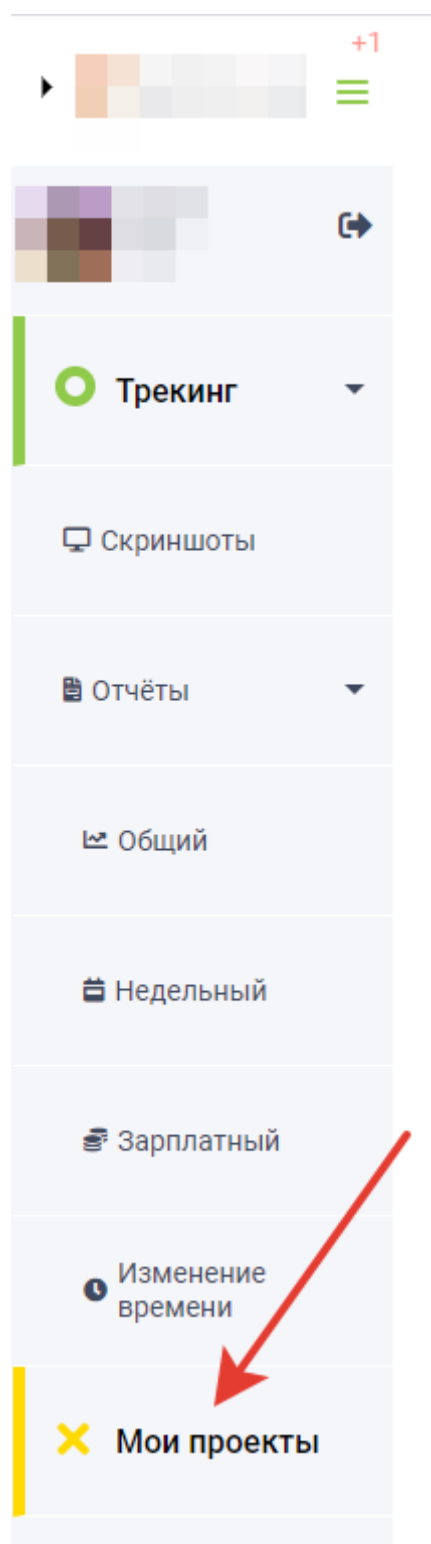 +1
Трекинг
Скриншоты
Отчёты
Общий
Недельный
Зарплатный
Изменение
времени
Мои проекты